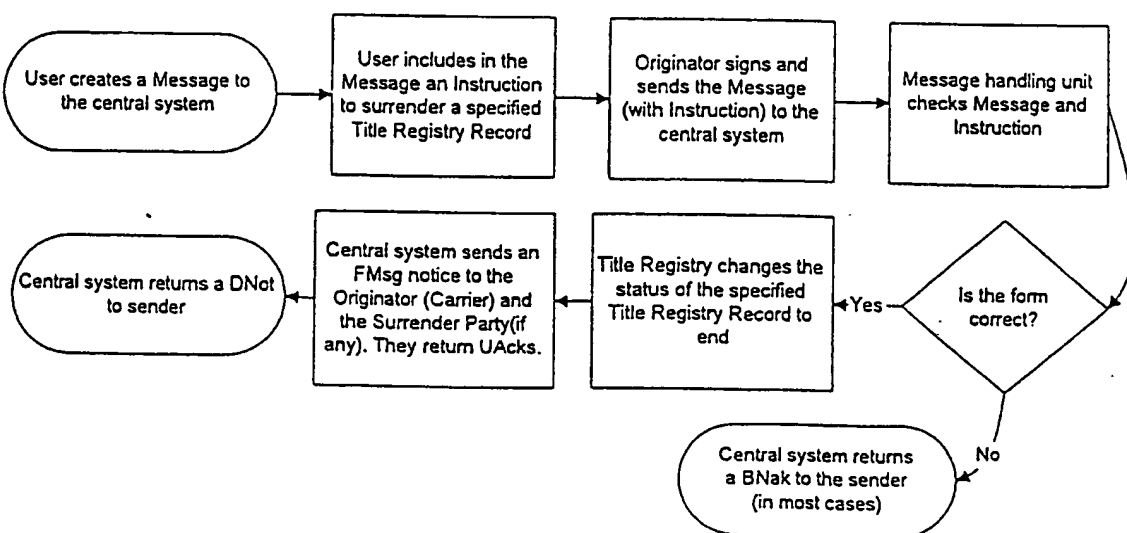 User creates a Message to
the central system
User includes in the
Message an Instruction
to surrender a specified
Title Registry Record
Originator signs and
sends the Message
(with Instruction) to the
central system
Message handling unit
checks Message and
Instruction
Is the form
correct?
Yes
Title Registry changes the
status of the specified
Title Registry Record to
end
Central system sends an
FMsg notice to the
Originator (Carrier) and
the Surrender Party(if
any). They return UAcks.
Central system returns a DNot
to sender
No
Central system returns
a BNak to the sender
(in most cases)